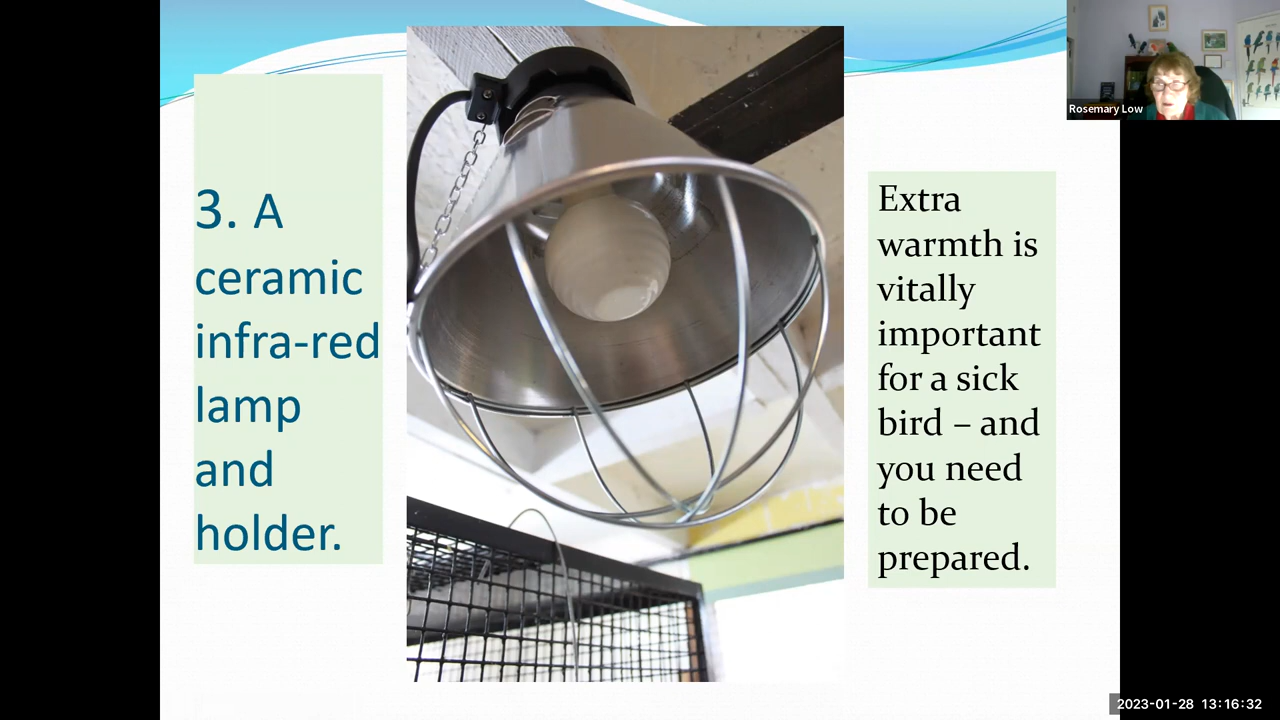 3. A
ceramic
infra-red
lamp
and
holder.
Extra
warmth is
vitally
important
for a sick
bird – and
you need
to be
prepared.
Rosemary Low
2023-01-28 13:16:32